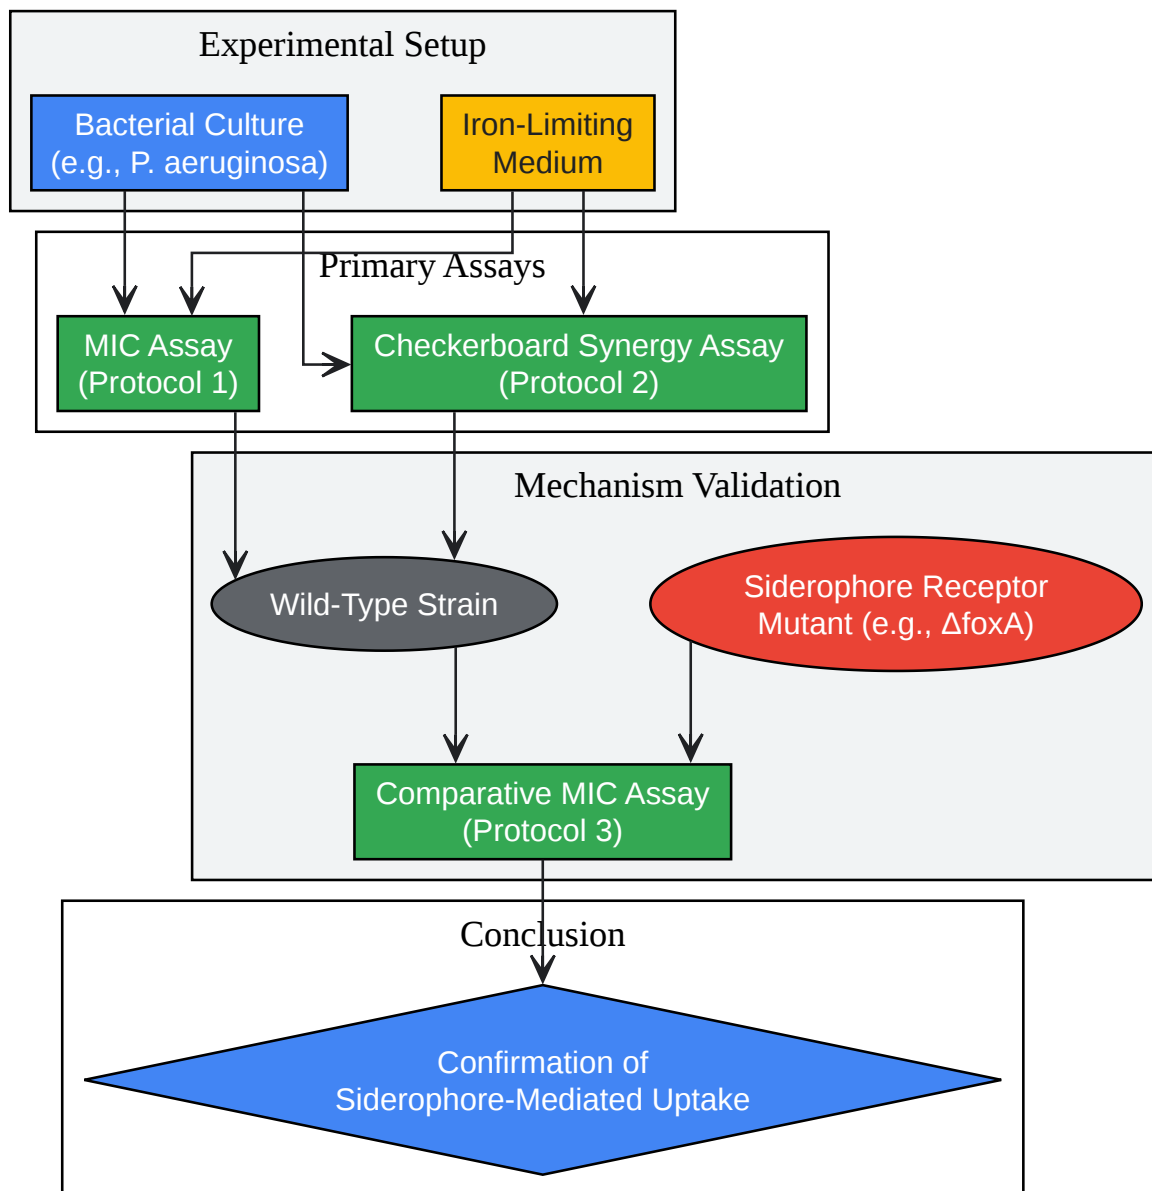 Experimental Setup
Bacterial Culture
(e.g., P. aeruginosa)
Iron-Limiting
Medium
Primary Assays
MIC Assay
(Protocol 1)
Checkerboard Synergy Assay
(Protocol 2)
Mechanism Validation
Wild-Type Strain
Siderophore Receptor
Mutant (e.g., ΔfoxA)
Comparative MIC Assay
(Protocol 3)
Conclusion
Confirmation of
Siderophore-Mediated Uptake